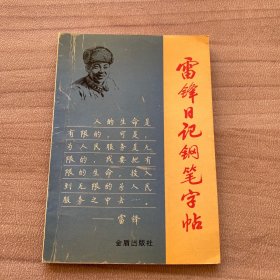 雷锋日记钢笔字帖
人的生命是
有限的，可是，
为人民服务是无
限的，我要把有
限的生命，投入
到无限的为人民
服务之中去……
——雷锋
金盾出版社